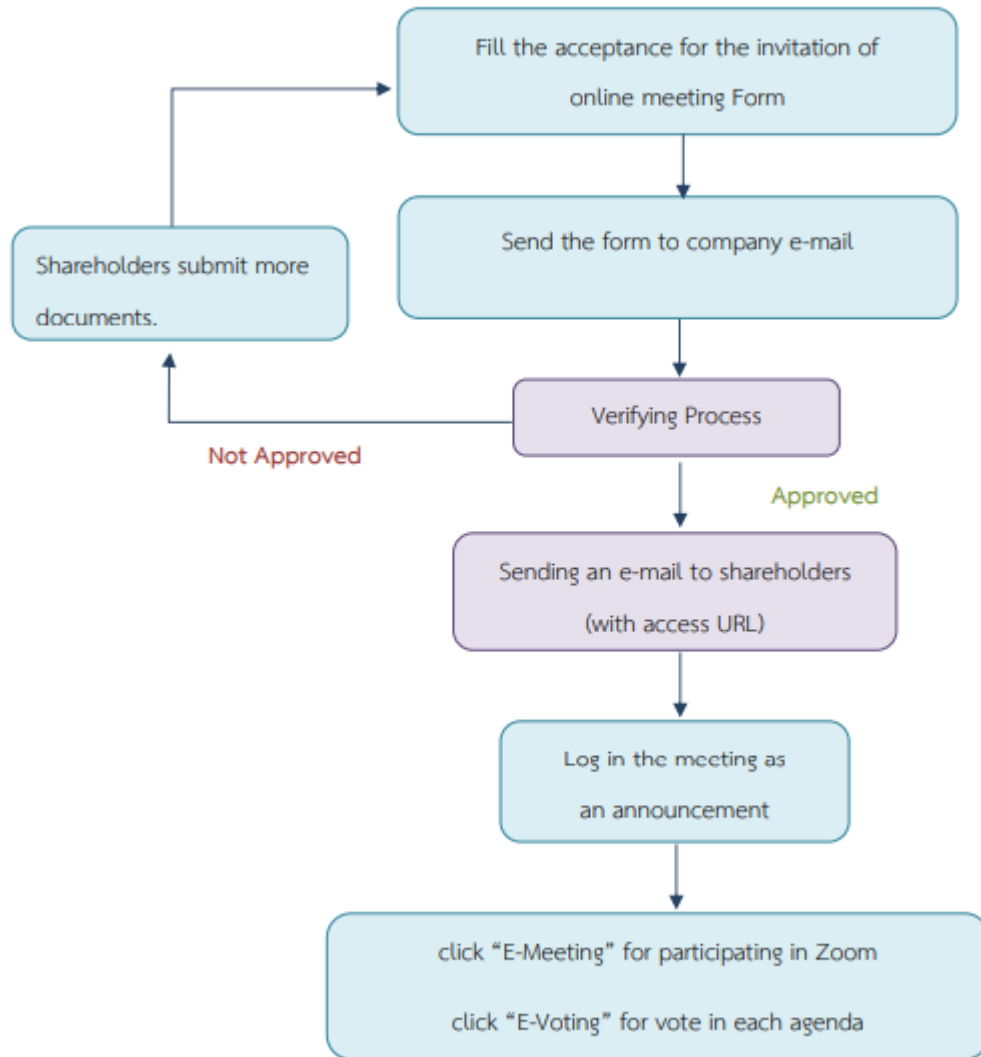 Fill the acceptance for the invitation of
online meeting Form
Send the form to company e-mail
Shareholders submit more
documents.
Verifying Process
Not Approved
Approved
Sending an e-mail to shareholders
(with access URL)
Log in the meeting as
an announcement
click “E-Meeting” for participating in Zoom
click “E-Voting” for vote in each agenda